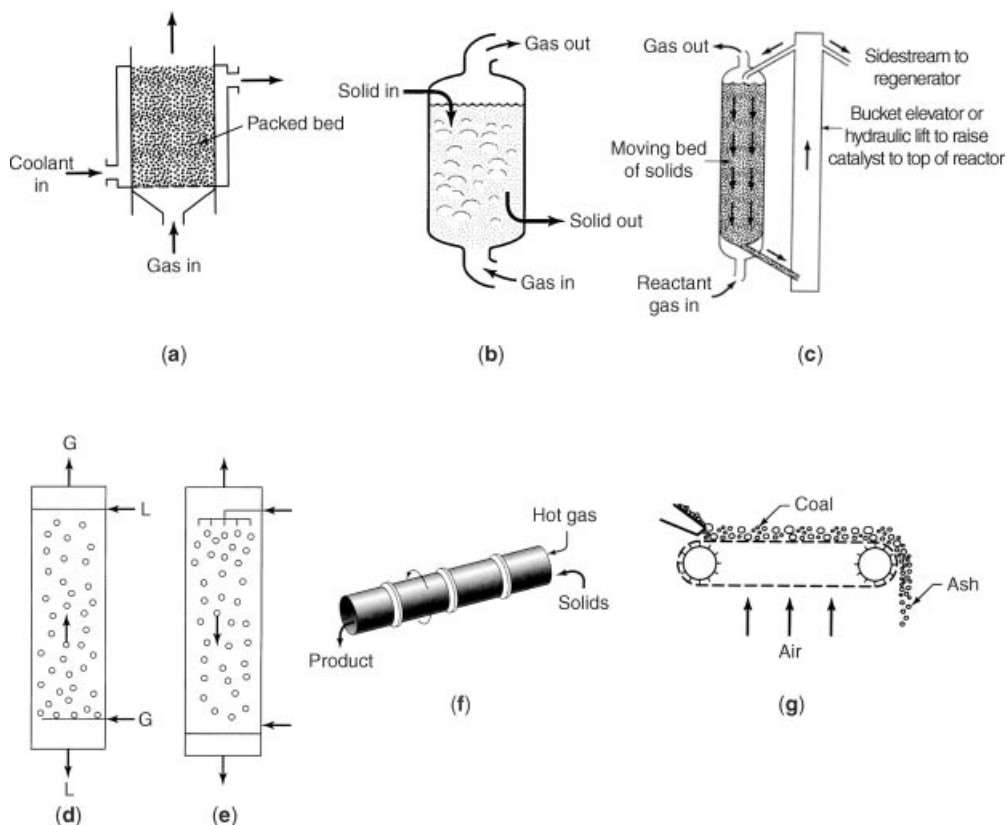 Gas out
Solid in
Solid out
Gas in
(b)
Packed bed
Coolant
in
Gas in
(a)
Gas out
Sidestream to
regenerator
Bucket elevator or
hydraulic lift to raise
catalyst to top of reactor
Moving bed
of solids
Reactant
gas in
(c)
G
L
G
L
(d)
(e)
Hot gas
Solids
Product
(f)
Coal
Ash
Air
(g)